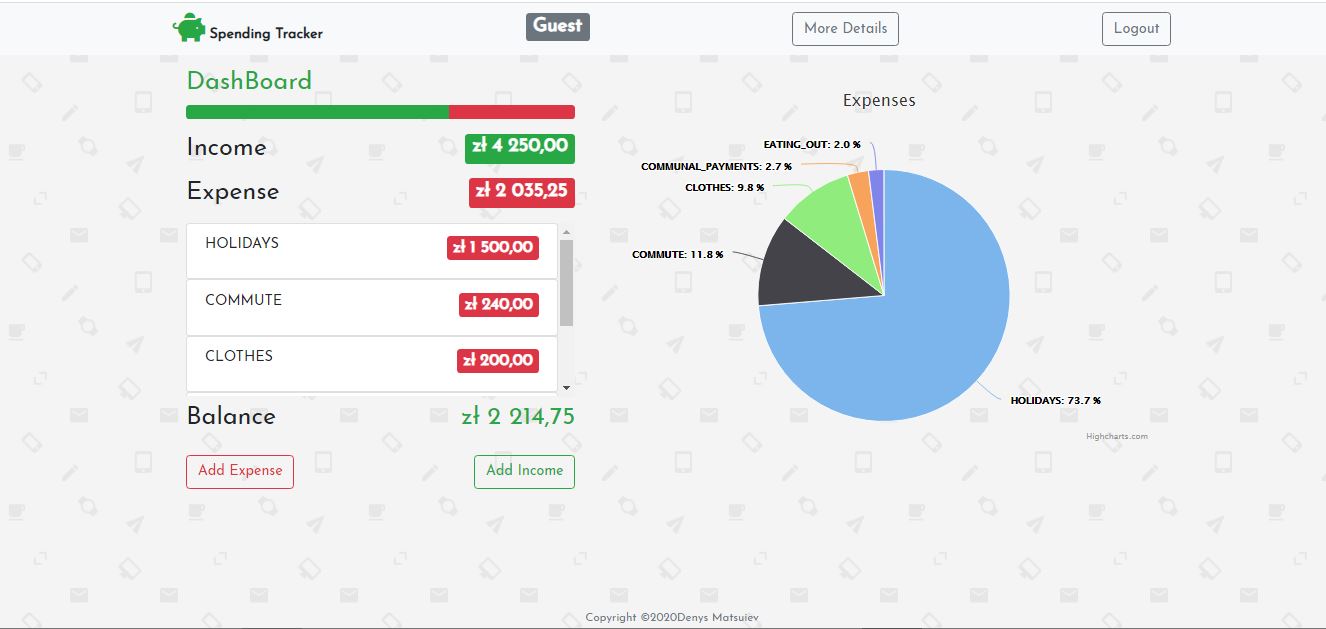 Spending Tracker
Guest
More Details
Logout
DashBoard
Income
zł 4 250,00
Expense
zł 2 035,25
HOLIDAYS
zł 1 500,00
COMMUTE
zł 240,00
CLOTHES
zł 200,00
Balance
zł 2 214,75
Add Expense
Add Income
Expenses
EATING_OUT: 2.0 %
COMMUNAL_PAYMENTS: 2.7 %
CLOTHES: 9.8 %
COMMUTE: 11.8 %
HOLIDAYS: 73.7 %
Highcharts.com
Copyright ©2020Denys Matsuiev